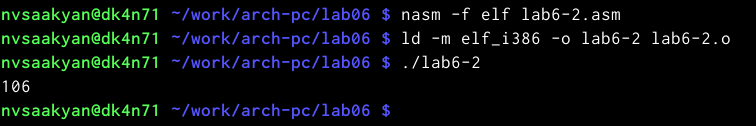 nvsaakyan@dk4n71 ~/work/arch-pc/lab06 $ nasm -f elf lab6-2.asm
nvsaakyan@dk4n71 ~/work/arch-pc/lab06 $ ld -m elf_i386 -o lab6-2 lab6-2.o
nvsaakyan@dk4n71 ~/work/arch-pc/lab06 $ ./lab6-2
106
nvsaakyan@dk4n71 ~/work/arch-pc/lab06 $